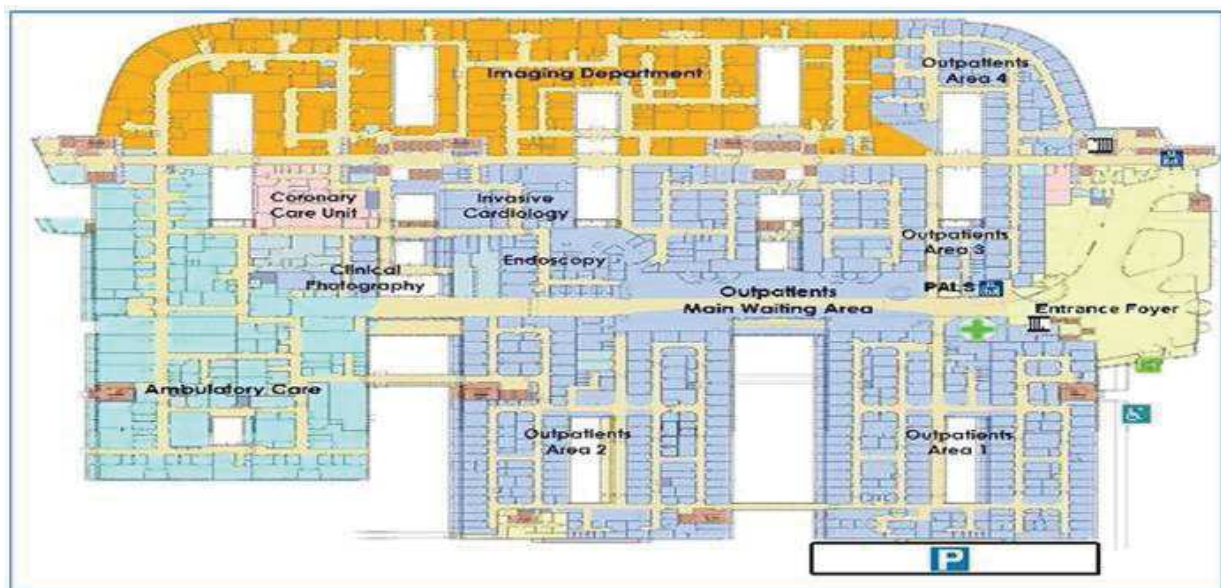 Imaging Department
Outpatients
Area 4
Coronary
Care Unit
Invasive
Cardiology
Outpatients
Area 3
Clinical
Photography
Endoscopy
Outpatients
Main Waiting Area
PALS
Entrance Foyer
Ambulatory Care
Outpatients
Area 2
Outpatients
Area 1
P